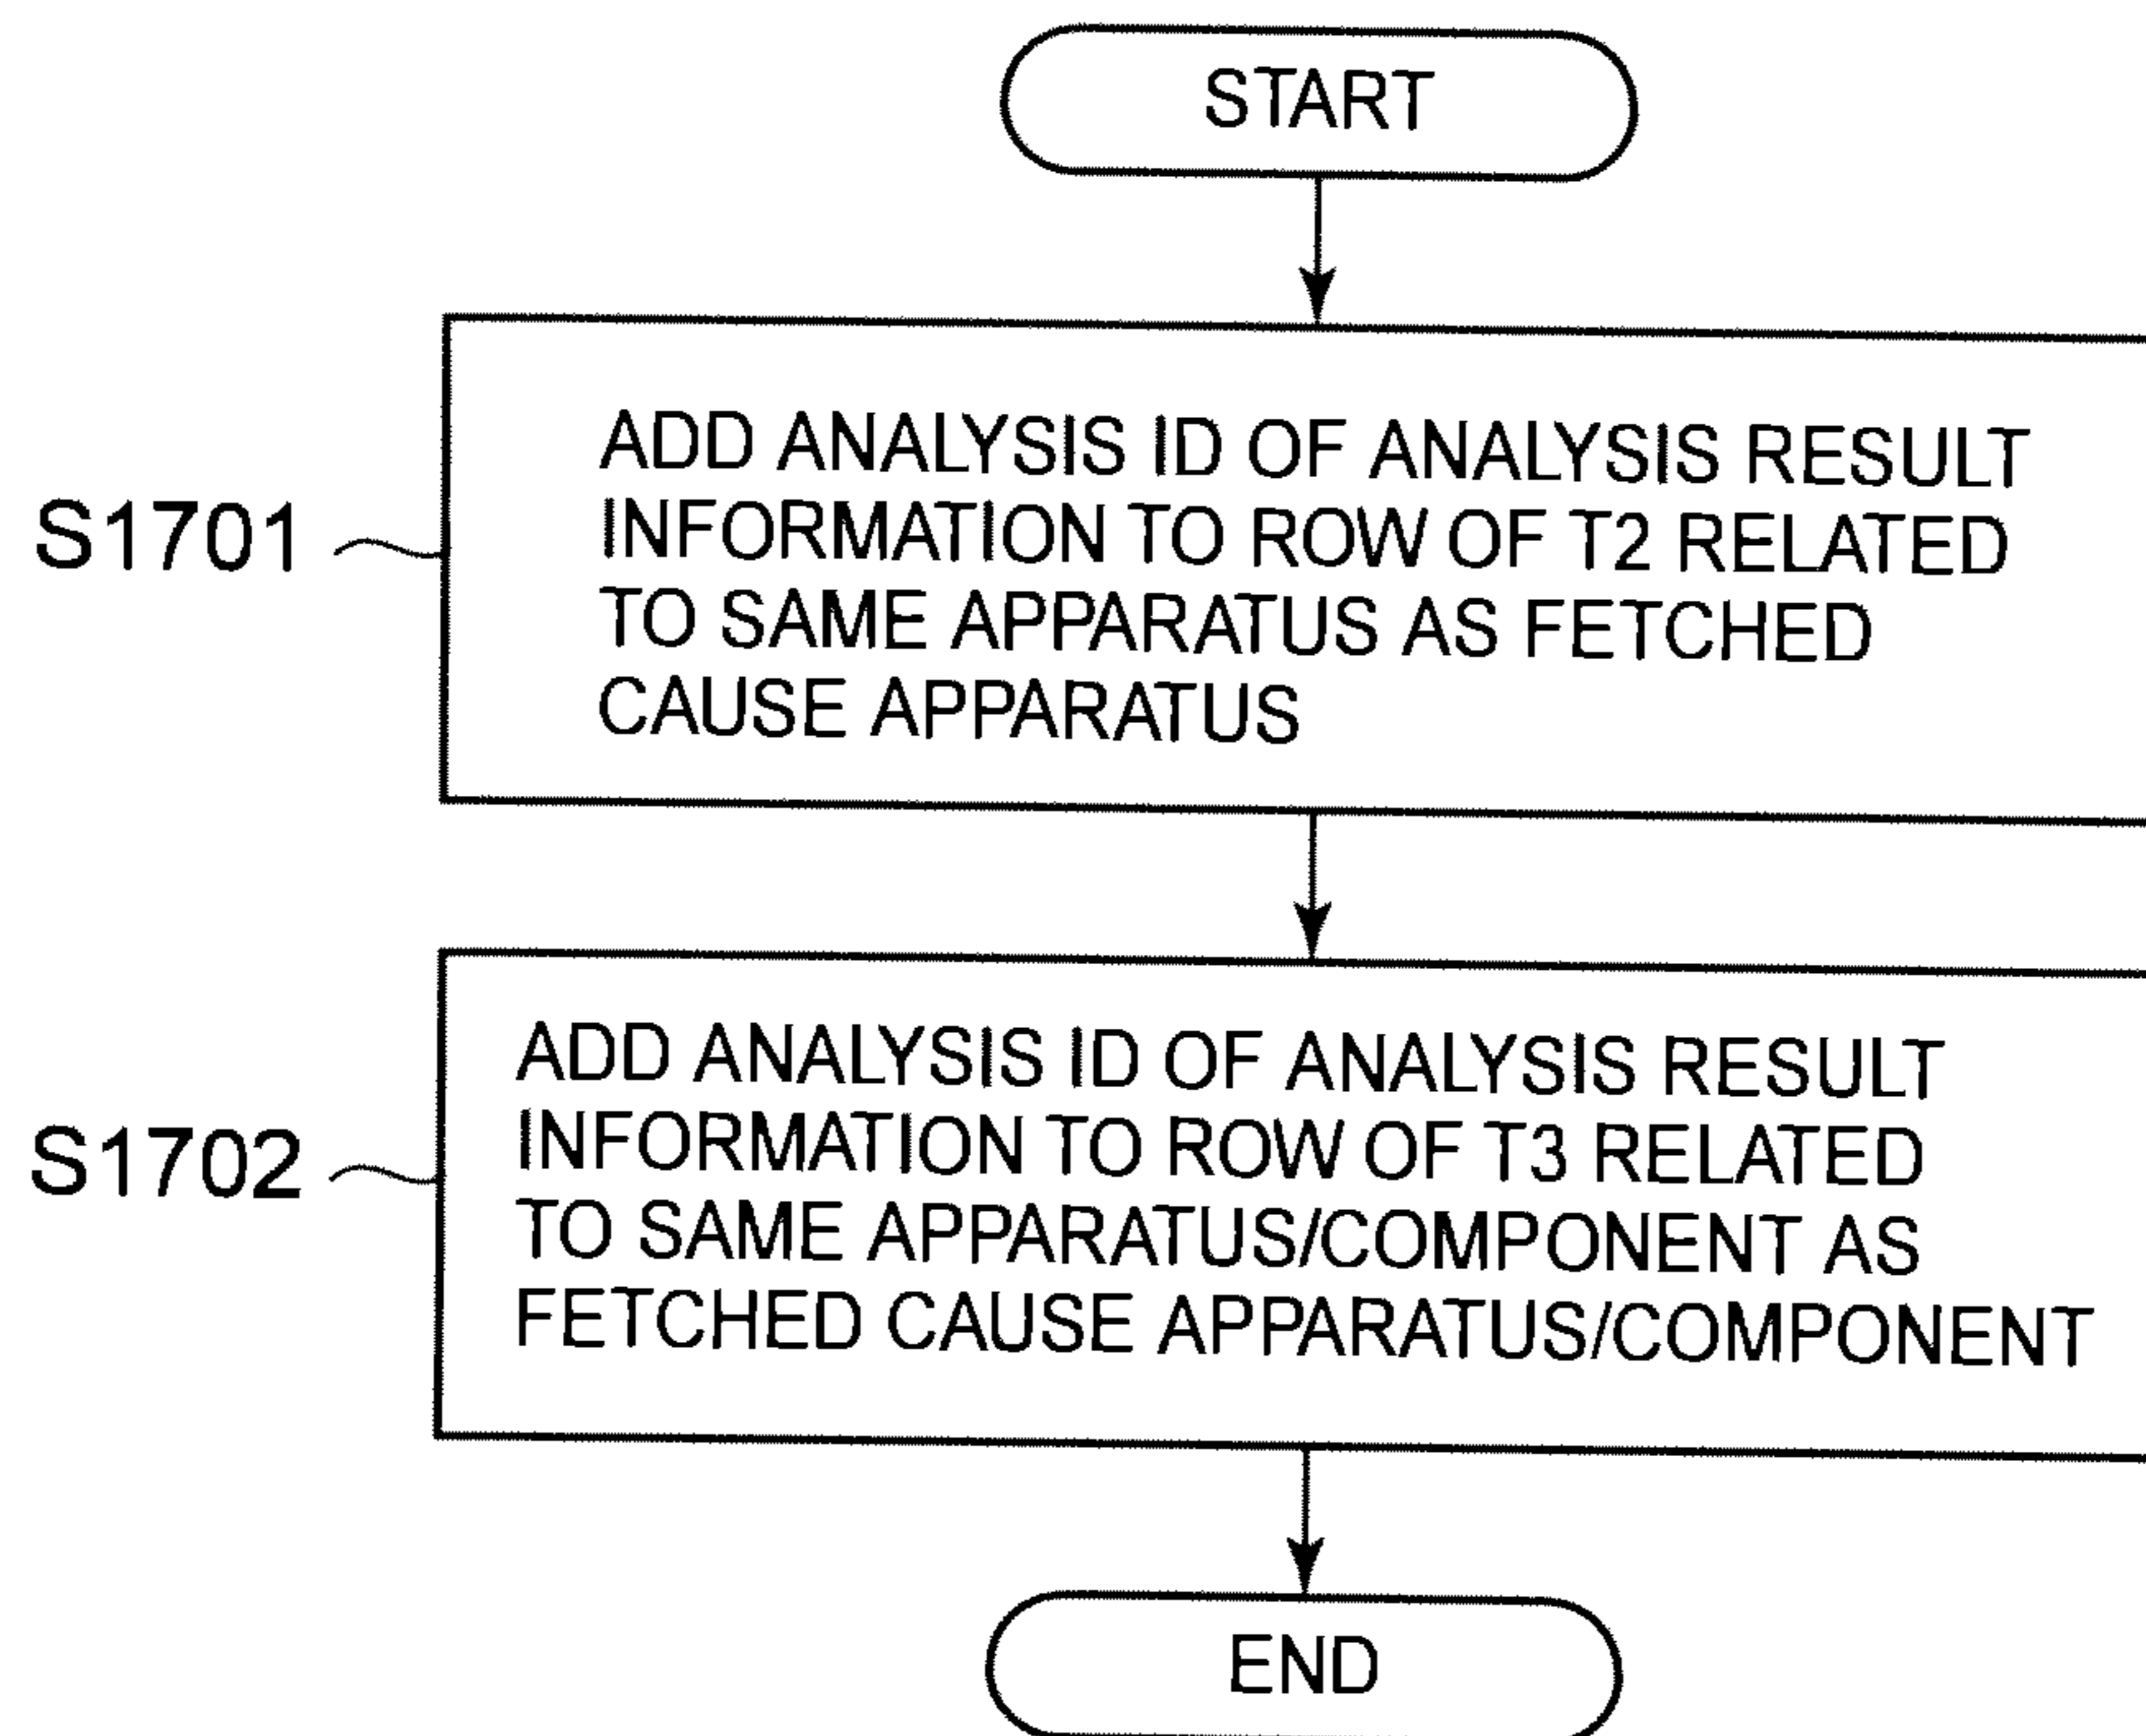 START
ADD ANALYSIS ID OF ANALYSIS RESULT
INFORMATION TO ROW OF T2 RELATED
TO SAME APPARATUS AS FETCHED
CAUSE APPARATUS
S1701
ADD ANALYSIS ID OF ANALYSIS RESULT
INFORMATION TO ROW OF T3 RELATED
TO SAME APPARATUS/COMPONENT AS
FETCHED CAUSE APPARATUS/COMPONENT
S1702
END